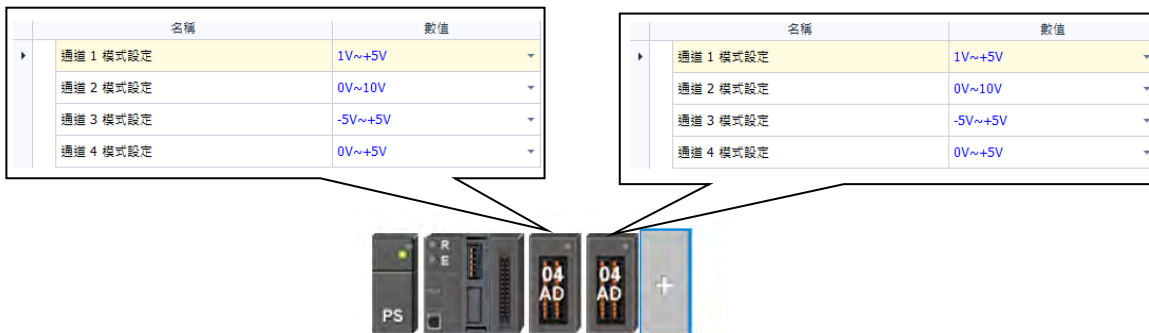 名稱 數值
通道 1 模式設定 1V~+5V
通道 2 模式設定 0V~10V
通道 3 模式設定 -5V~+5V
通道 4 模式設定 0V~+5V
名稱 數值
通道 1 模式設定 1V~+5V
通道 2 模式設定 0V~10V
通道 3 模式設定 -5V~+5V
通道 4 模式設定 0V~+5V
R
E
PS
04
AD
04
AD
+